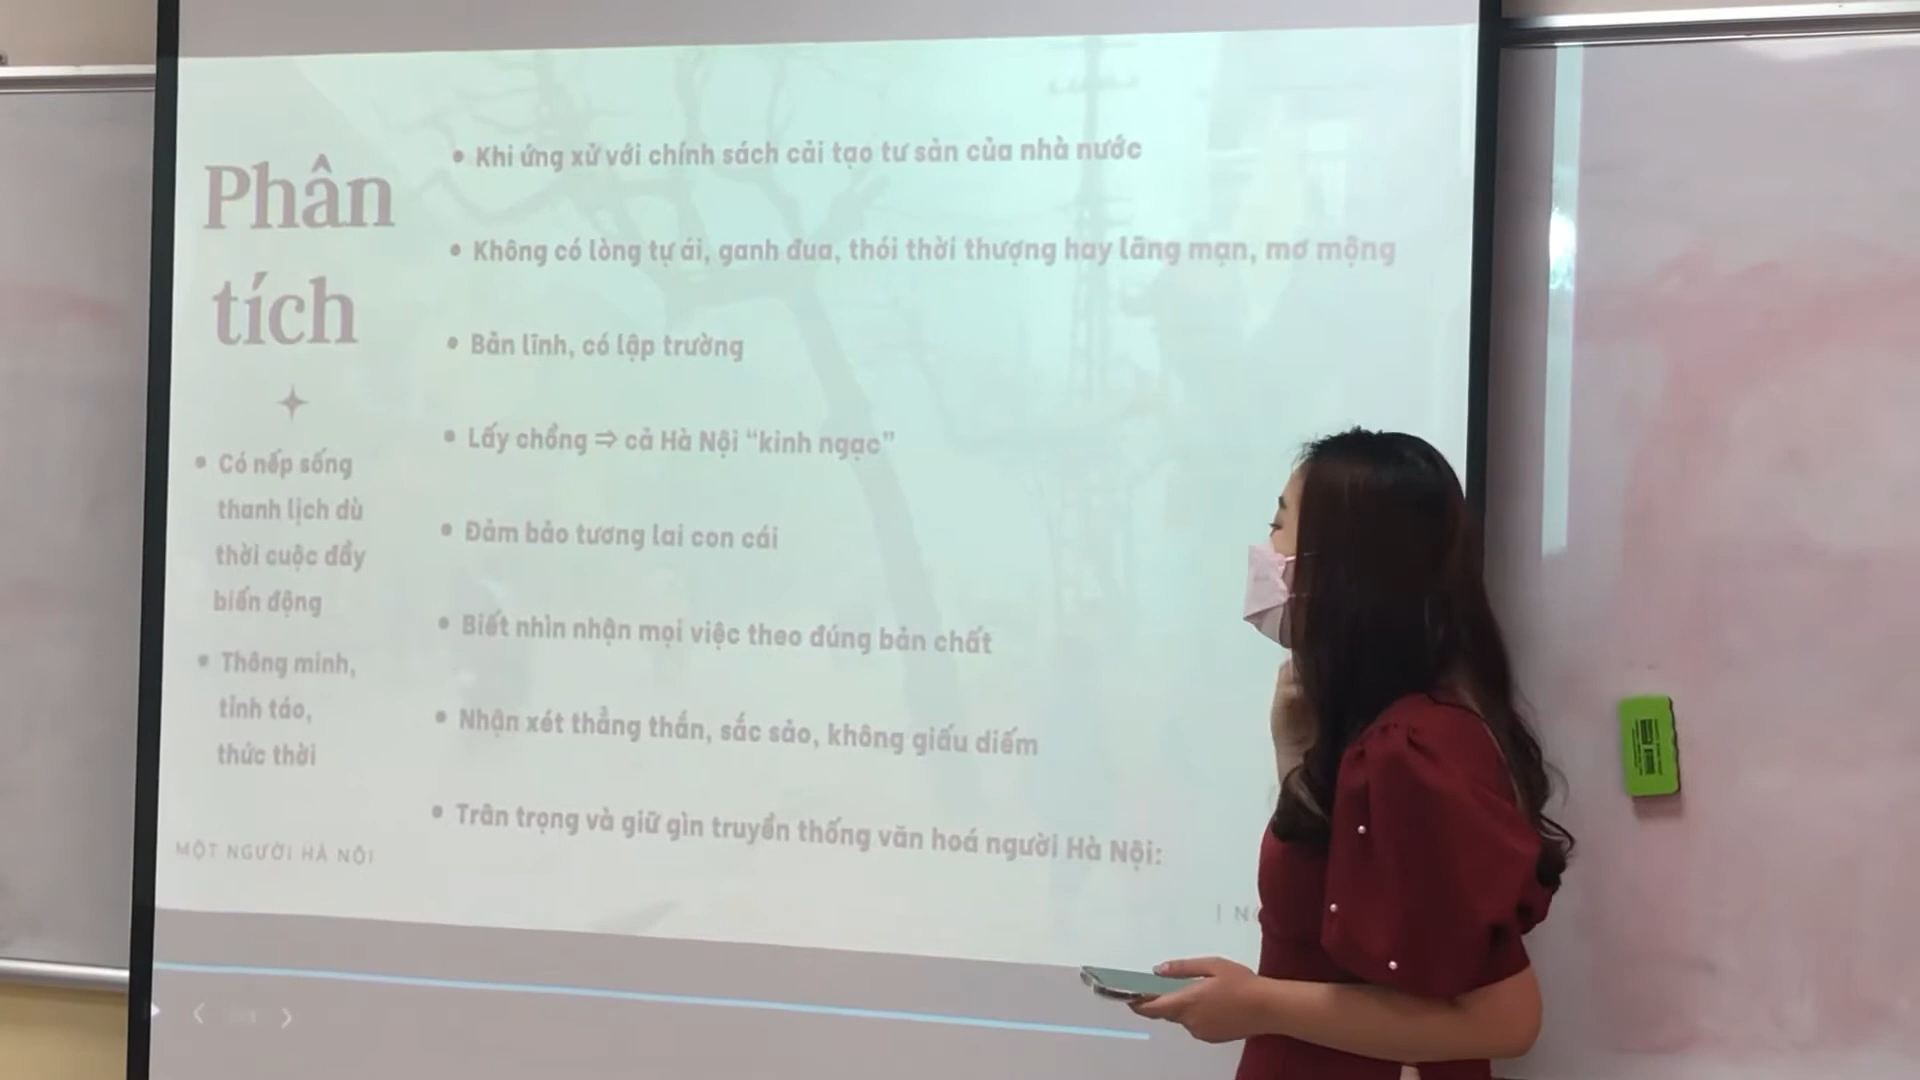 Phân
tích
Có nếp sống
thanh lịch dù
thời cuộc đầy
biến động
Thông minh,
tỉnh táo,
thức thời
MỘT NGƯỜI HÀ NỘI
Khi ứng xử với chính sách cải tạo tư sản của nhà nước
Không có lòng tự ái, ganh đua, thói thời thượng hay lãng mạn, mơ mộng
Bản lĩnh, có lập trường
Lấy chồng ⇒ cả Hà Nội “kinh ngạc”
Đảm bảo tương lai con cái
Biết nhìn nhận mọi việc theo đúng bản chất
Nhận xét thẳng thắn, sắc sảo, không giấu diếm
Trân trọng và giữ gìn truyền thống văn hoá người Hà Nội: